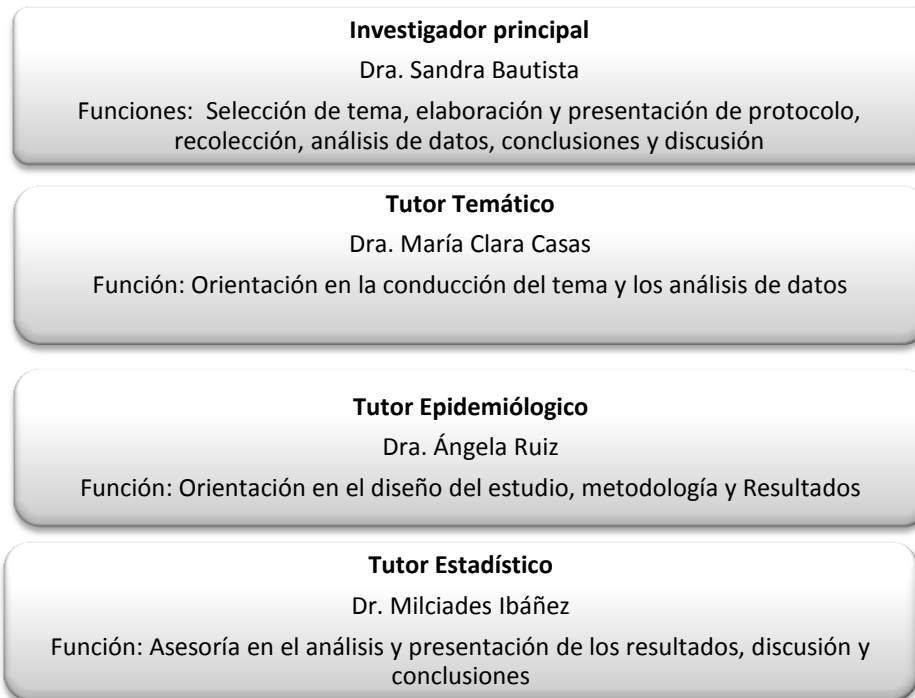 Investigador principal
Dra. Sandra Bautista
Funciones:  Selección de tema, elaboración y presentación de protocolo,
recolección, análisis de datos, conclusiones y discusión
Tutor Temático
Dra. María Clara Casas
Función: Orientación en la conducción del tema y los análisis de datos
Tutor Epidemiólogico
Dra. Ángela Ruiz
Función: Orientación en el diseño del estudio, metodología y Resultados
Tutor Estadístico
Dr. Milciades Ibáñez
Función: Asesoría en el análisis y presentación de los resultados, discusión y
conclusiones